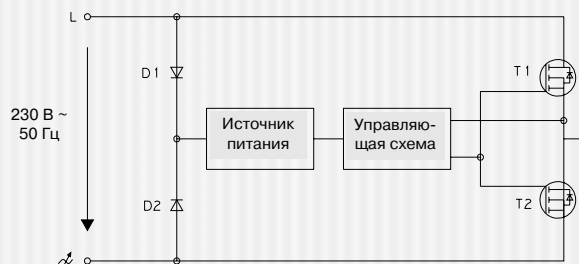 L
D1
T1
230 В ~
50 Гц
Источник
питания
Управляю-
щая схема
D2
T2